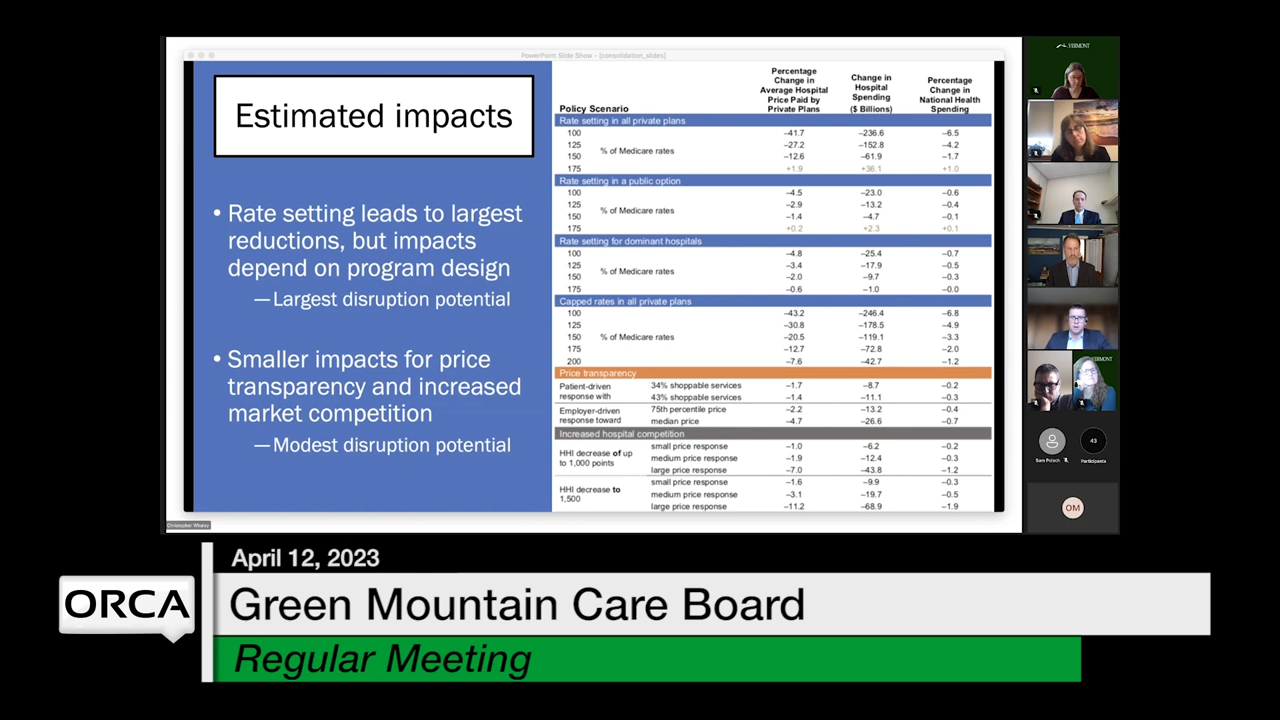 PowerPoint Slide Show - [consolidation_slides]
Estimated impacts
• Rate setting leads to largest
reductions, but impacts
depend on program design
—Largest disruption potential
• Smaller impacts for price
transparency and increased
market competition
—Modest disruption potential
Policy Scenario
Percentage
Change in
Average Hospital
Price Paid by
Private Plans
Change in
Hospital
Spending
($ Billions)
Percentage
Change in
National Health
Spending
Rate setting in all private plans
100 −41.7 −236.6 −6.5
125 −27.2 −152.8 −4.2
% of Medicare rates
150 −12.6 −61.9 −1.7
175 +1.9 +36.1 +1.0
Rate setting in a public option
100 −4.5 −23.0 −0.6
125 −2.9 −13.2 −0.4
% of Medicare rates
150 −1.4 −4.7 −0.1
175 +0.2 +2.3 +0.1
Rate setting for dominant hospitals
100 −4.8 −25.4 −0.7
125 −3.4 −17.9 −0.5
% of Medicare rates
150 −2.0 −9.7 −0.3
175 −0.6 −1.0 −0.0
Capped rates in all private plans
100 −43.2 −246.4 −6.8
125 −30.8 −178.5 −4.9
150 % of Medicare rates −20.5 −119.1 −3.3
175 −12.7 −72.8 −2.0
200 −7.6 −42.7 −1.2
Price transparency
Patient-driven
response with
34% shoppable services −1.7 −8.7 −0.2
43% shoppable services −1.4 −11.1 −0.3
Employer-driven
response toward
75th percentile price −2.2 −13.2 −0.4
median price −4.7 −26.6 −0.7
Increased hospital competition
HHI decrease of up
to 1,000 points
small price response −1.0 −6.2 −0.2
medium price response −1.9 −12.4 −0.3
large price response −7.0 −43.8 −1.2
HHI decrease to
1,500
small price response −1.6 −9.9 −0.3
medium price response −3.1 −19.7 −0.5
large price response −11.2 −68.9 −1.9
Christopher Whaley
VERMONT
VERMONT
43
Participants
OM
April 12, 2023
ORCA
Green Mountain Care Board
Regular Meeting